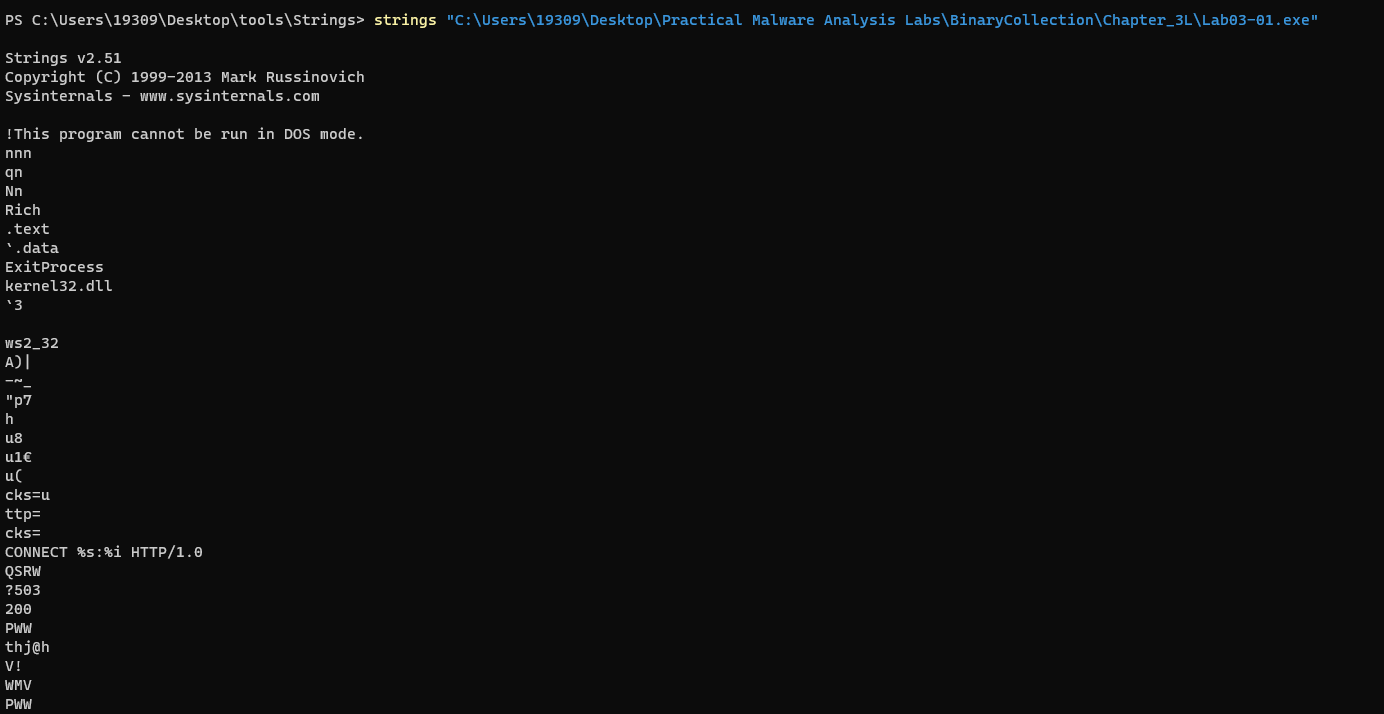 PS C:\Users\19309\Desktop\tools\Strings> strings "C:\Users\19309\Desktop\Practical Malware Analysis Labs\BinaryCollection\Chapter_3L\Lab03-01.exe"
Strings v2.51
Copyright (C) 1999-2013 Mark Russinovich
Sysinternals - www.sysinternals.com
!This program cannot be run in DOS mode.
nnn
qn
Nn
Rich
.text
`.data
ExitProcess
kernel32.dll
`3
ws2_32
A)|
-~_
"p7
h
u8
u1€
u(
cks=u
ttp=
cks=
CONNECT %s:%i HTTP/1.0
QSRW
?503
200
PWW
thj@h
V!
WMV
PWW